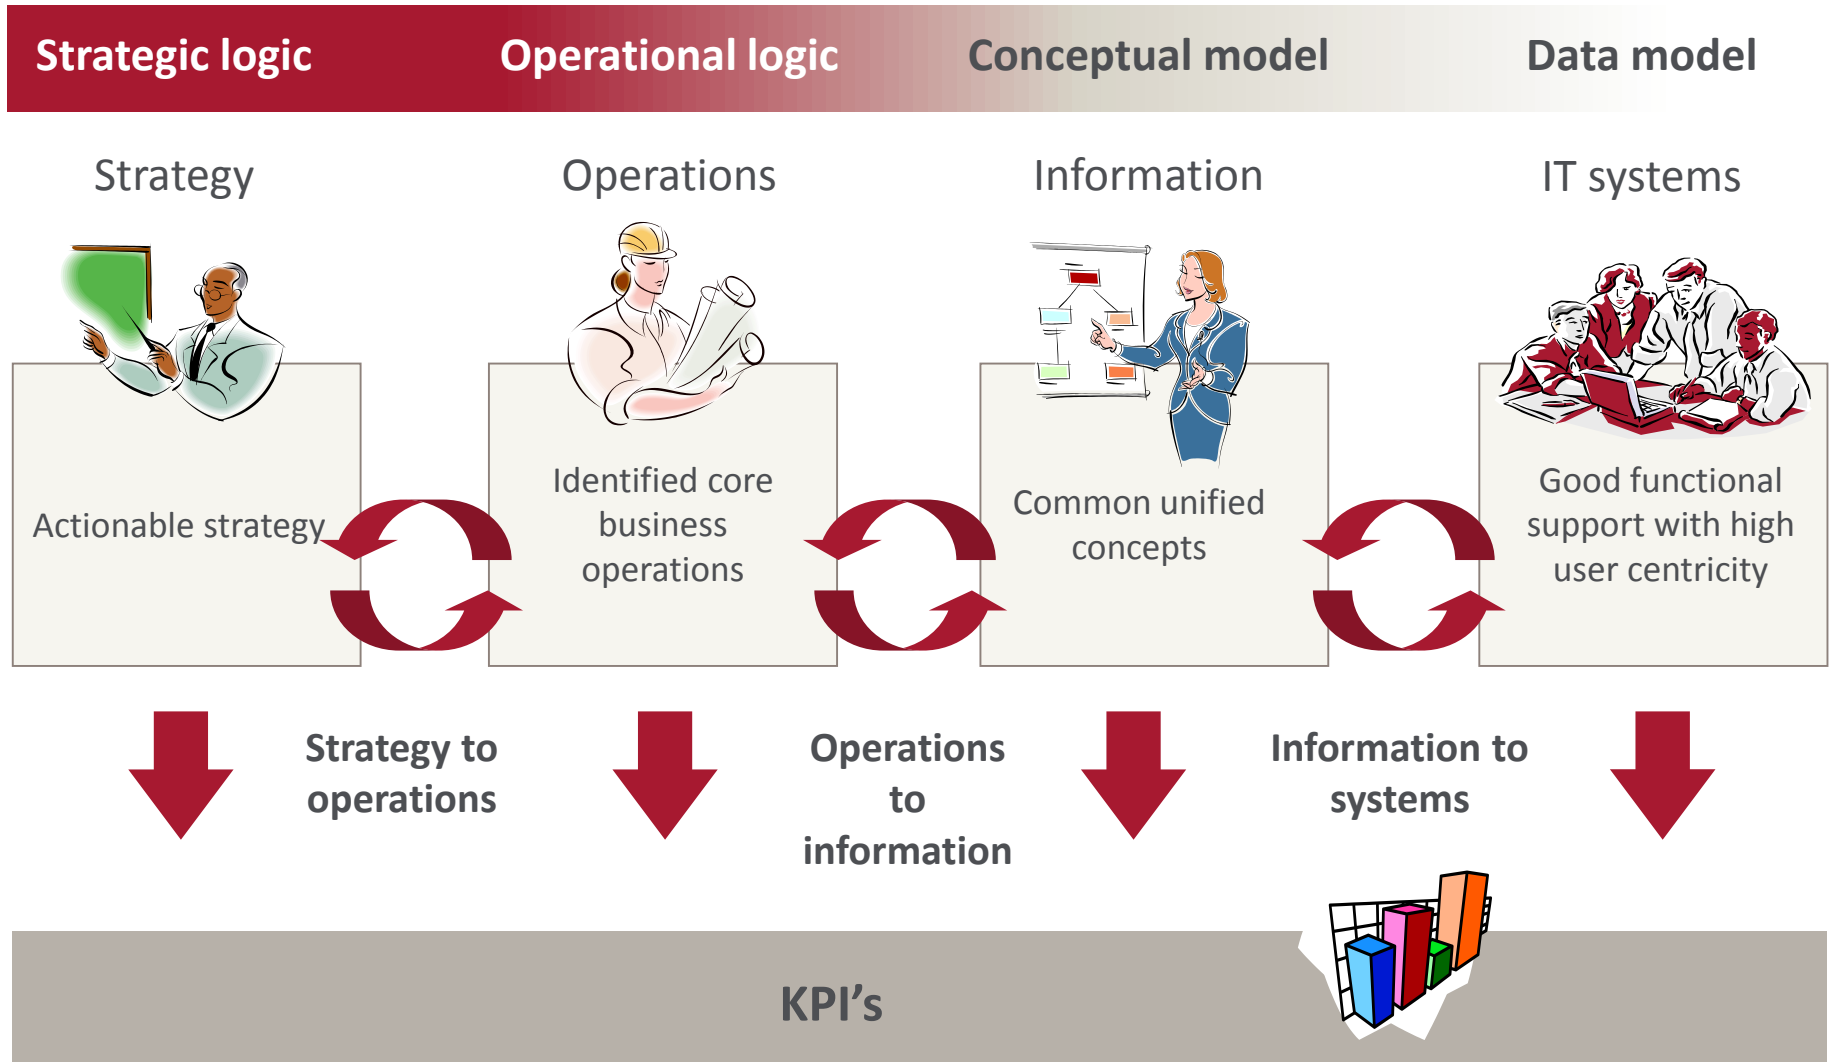 Strategic logic
Operational logic
Conceptual model
Data model
Strategy
Operations
Information
IT systems
Actionable strategy
Identified core
business
operations
Common unified
concepts
Good functional
support with high
user centricity
Strategy to
operations
Operations
to
information
Information to
systems
KPI’s